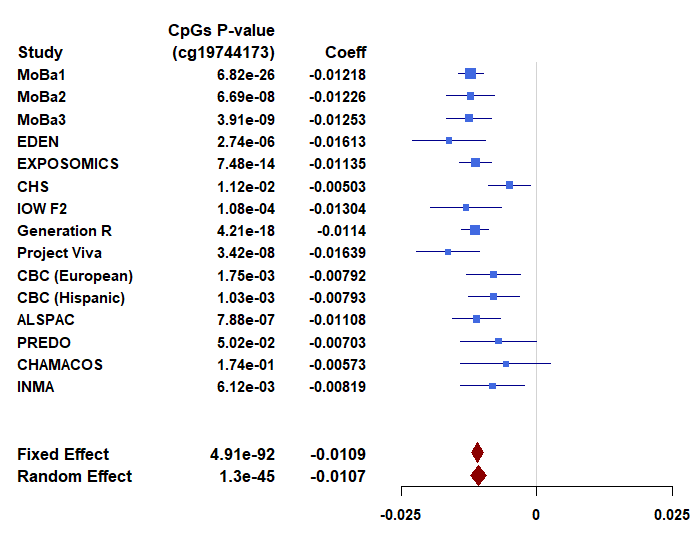 CpGs P-value
Study (cg19744173) Coeff
MoBa1 6.82e-26 -0.01218
MoBa2 6.69e-08 -0.01226
MoBa3 3.91e-09 -0.01253
EDEN 2.74e-06 -0.01613
EXPOSOMICS 7.48e-14 -0.01135
CHS 1.12e-02 -0.00503
IOW F2 1.08e-04 -0.01304
Generation R 4.21e-18 -0.0114
Project Viva 3.42e-08 -0.01639
CBC (European) 1.75e-03 -0.00792
CBC (Hispanic) 1.03e-03 -0.00793
ALSPAC 7.88e-07 -0.01108
PREDO 5.02e-02 -0.00703
CHAMACOS 1.74e-01 -0.00573
INMA 6.12e-03 -0.00819
Fixed Effect 4.91e-92 -0.0109
Random Effect 1.3e-45 -0.0107
-0.025 0 0.025